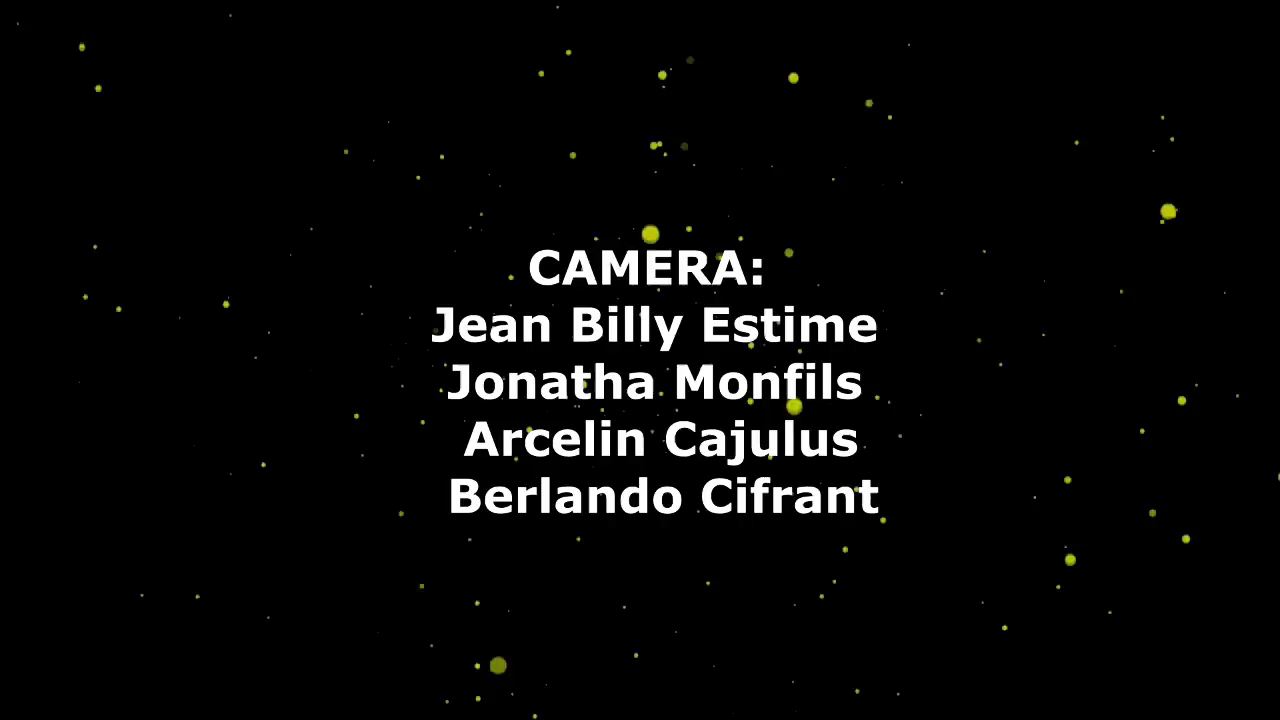 CAMERA:
Jean Billy Estime
Jonatha Monfils
Arcelin Cajulus
Berlando Cifrant